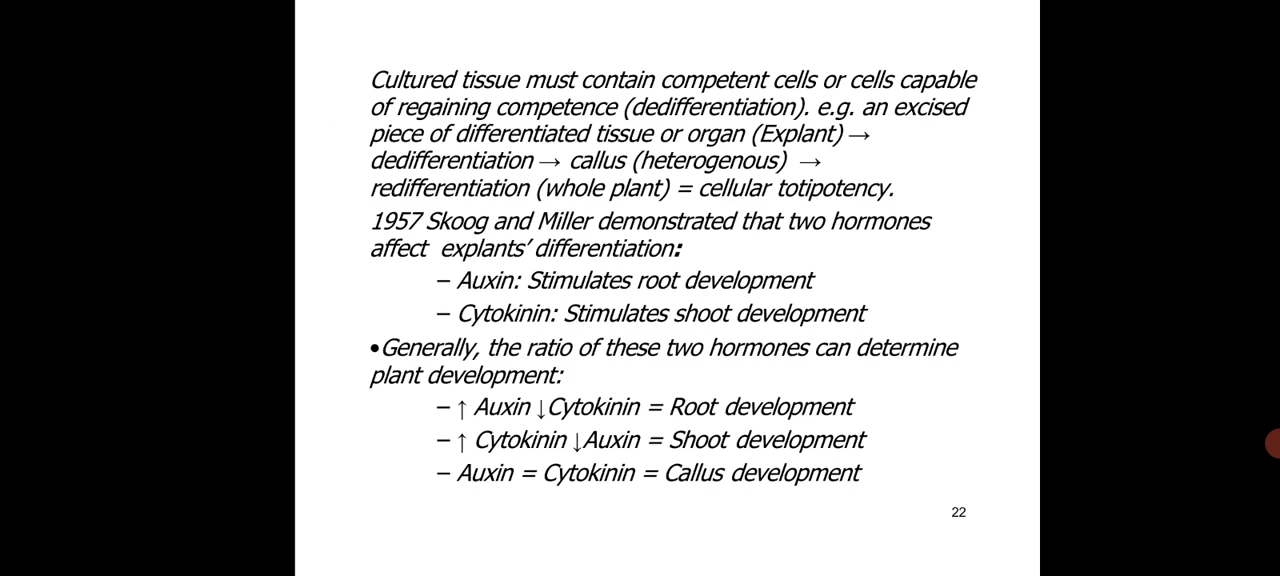 Cultured tissue must contain competent cells or cells capable
of regaining competence (dedifferentiation). e.g. an excised
piece of differentiated tissue or organ (Explant) →
dedifferentiation → callus (heterogenous) →
redifferentiation (whole plant) = cellular totipotency.
1957 Skoog and Miller demonstrated that two hormones
affect explants’ differentiation:
– Auxin: Stimulates root development
– Cytokinin: Stimulates shoot development
•Generally, the ratio of these two hormones can determine
plant development:
– ↑ Auxin ↓Cytokinin = Root development
– ↑ Cytokinin ↓Auxin = Shoot development
– Auxin = Cytokinin = Callus development
22